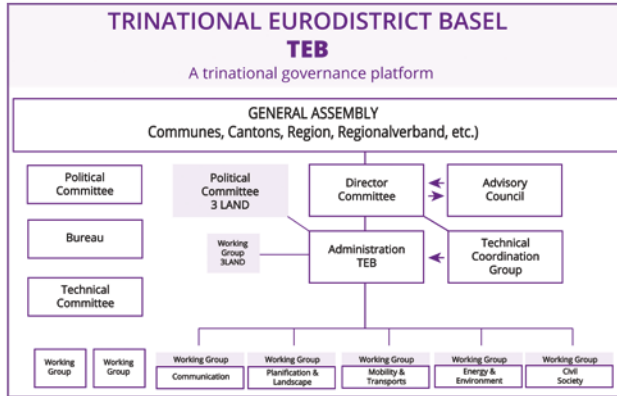 TRINATIONAL EURODISTRICT BASEL
TEB
A trinational governance platform
GENERAL ASSEMBLY
Communes, Cantons, Region, Regionalverband, etc.)
Political
Committee
Political
Committee
3 LAND
Director
Committee
Advisory
Council
Bureau
Working
Group
3LAND
Administration
TEB
Technical
Coordination
Group
Technical
Committee
Working
Group
Working
Group
Working Group
Communication
Working Group
Planification &
Landscape
Working Group
Mobility &
Transports
Working Group
Energy &
Environment
Working Group
Civil
Society